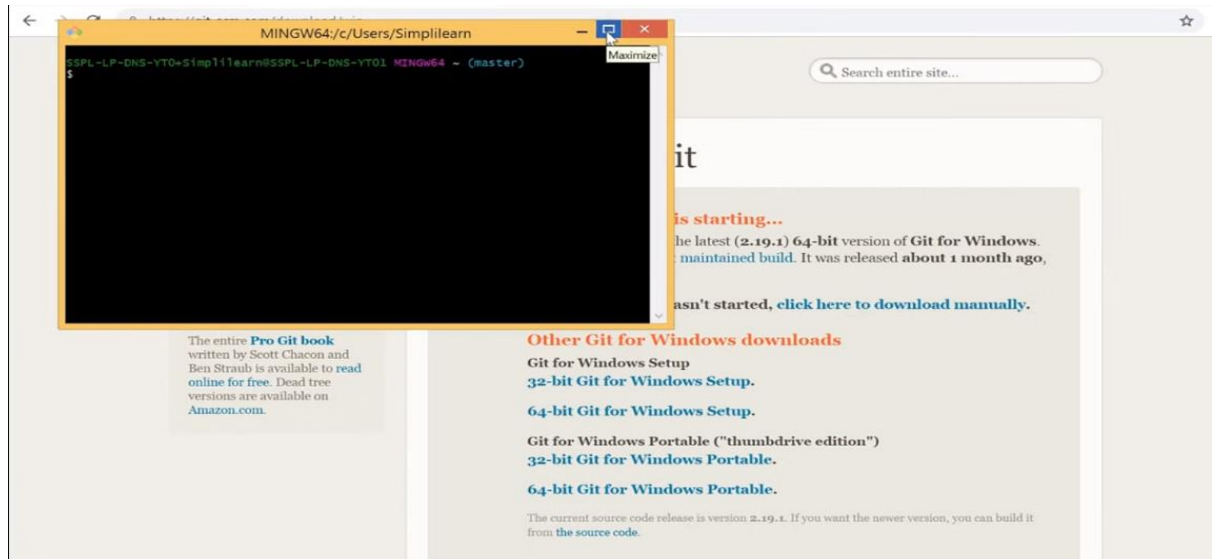 MINGW64:/c/Users/Simplilearn
Maximize
SSPL-LP-DNS-YTO+Simplilearn@SSPL-LP-DNS-YTO1 MINGW64 ~ (master)
$
Search entire site...
it
is starting...
he latest (2.19.1) 64-bit version of Git for Windows.
maintained build. It was released about 1 month ago,
asn't started, click here to download manually.
The entire Pro Git book
written by Scott Chacon and
Ben Straub is available to read
online for free. Dead tree
versions are available on
Amazon.com.
Other Git for Windows downloads
Git for Windows Setup
32-bit Git for Windows Setup.
64-bit Git for Windows Setup.
Git for Windows Portable ("thumbdrive edition")
32-bit Git for Windows Portable.
64-bit Git for Windows Portable.
The current source code release is version 2.19.1. If you want the newer version, you can build it
from the source code.